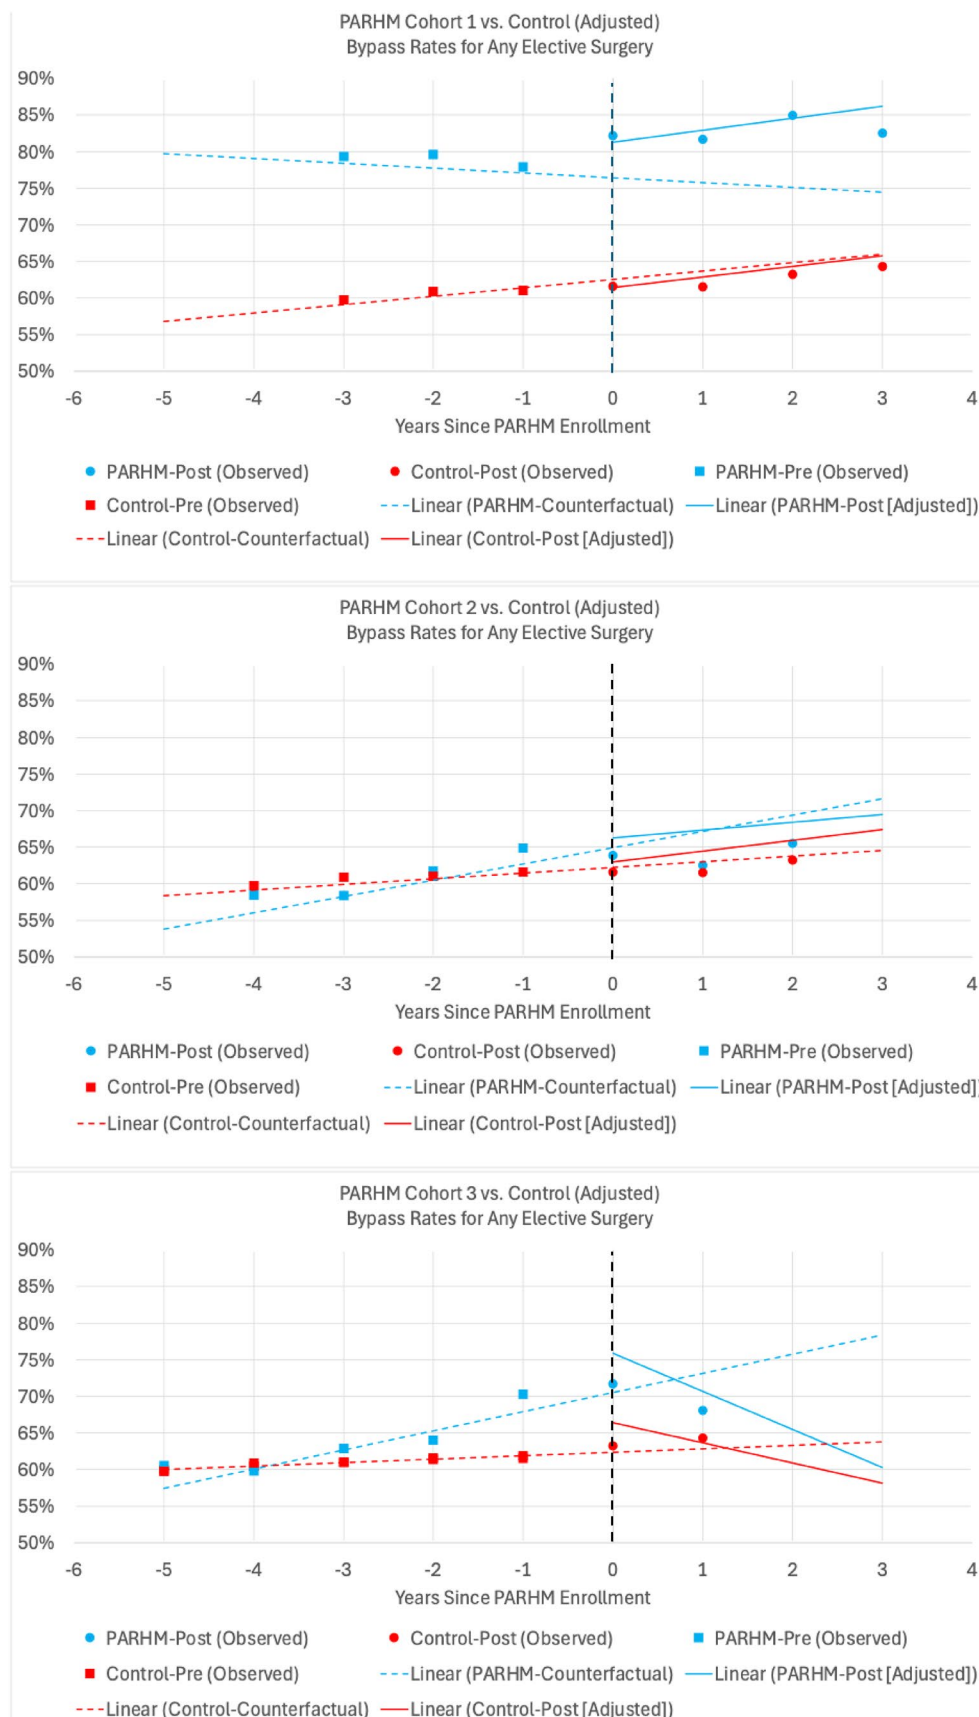 PARHM Cohort 1 vs. Control (Adjusted)
Bypass Rates for Any Elective Surgery
90%
85%
80%
75%
70%
65%
60%
55%
50%
-6 -5 -4 -3 -2 -1 0 1 2 3 4
Years Since PARHM Enrollment
PARHM-Post (Observed) Control-Post (Observed) PARHM-Pre (Observed)
Control-Pre (Observed) Linear (PARHM-Counterfactual) Linear (PARHM-Post [Adjusted])
Linear (Control-Counterfactual) Linear (Control-Post [Adjusted])
PARHM Cohort 2 vs. Control (Adjusted)
Bypass Rates for Any Elective Surgery
90%
85%
80%
75%
70%
65%
60%
55%
50%
-6 -5 -4 -3 -2 -1 0 1 2 3 4
Years Since PARHM Enrollment
PARHM-Post (Observed) Control-Post (Observed) PARHM-Pre (Observed)
Control-Pre (Observed) Linear (PARHM-Counterfactual) Linear (PARHM-Post [Adjusted])
Linear (Control-Counterfactual) Linear (Control-Post [Adjusted])
PARHM Cohort 3 vs. Control (Adjusted)
Bypass Rates for Any Elective Surgery
90%
85%
80%
75%
70%
65%
60%
55%
50%
-6 -5 -4 -3 -2 -1 0 1 2 3 4
Years Since PARHM Enrollment
PARHM-Post (Observed) Control-Post (Observed) PARHM-Pre (Observed)
Control-Pre (Observed) Linear (PARHM-Counterfactual) Linear (PARHM-Post [Adjusted])
Linear (Control-Counterfactual) Linear (Control-Post [Adjusted])